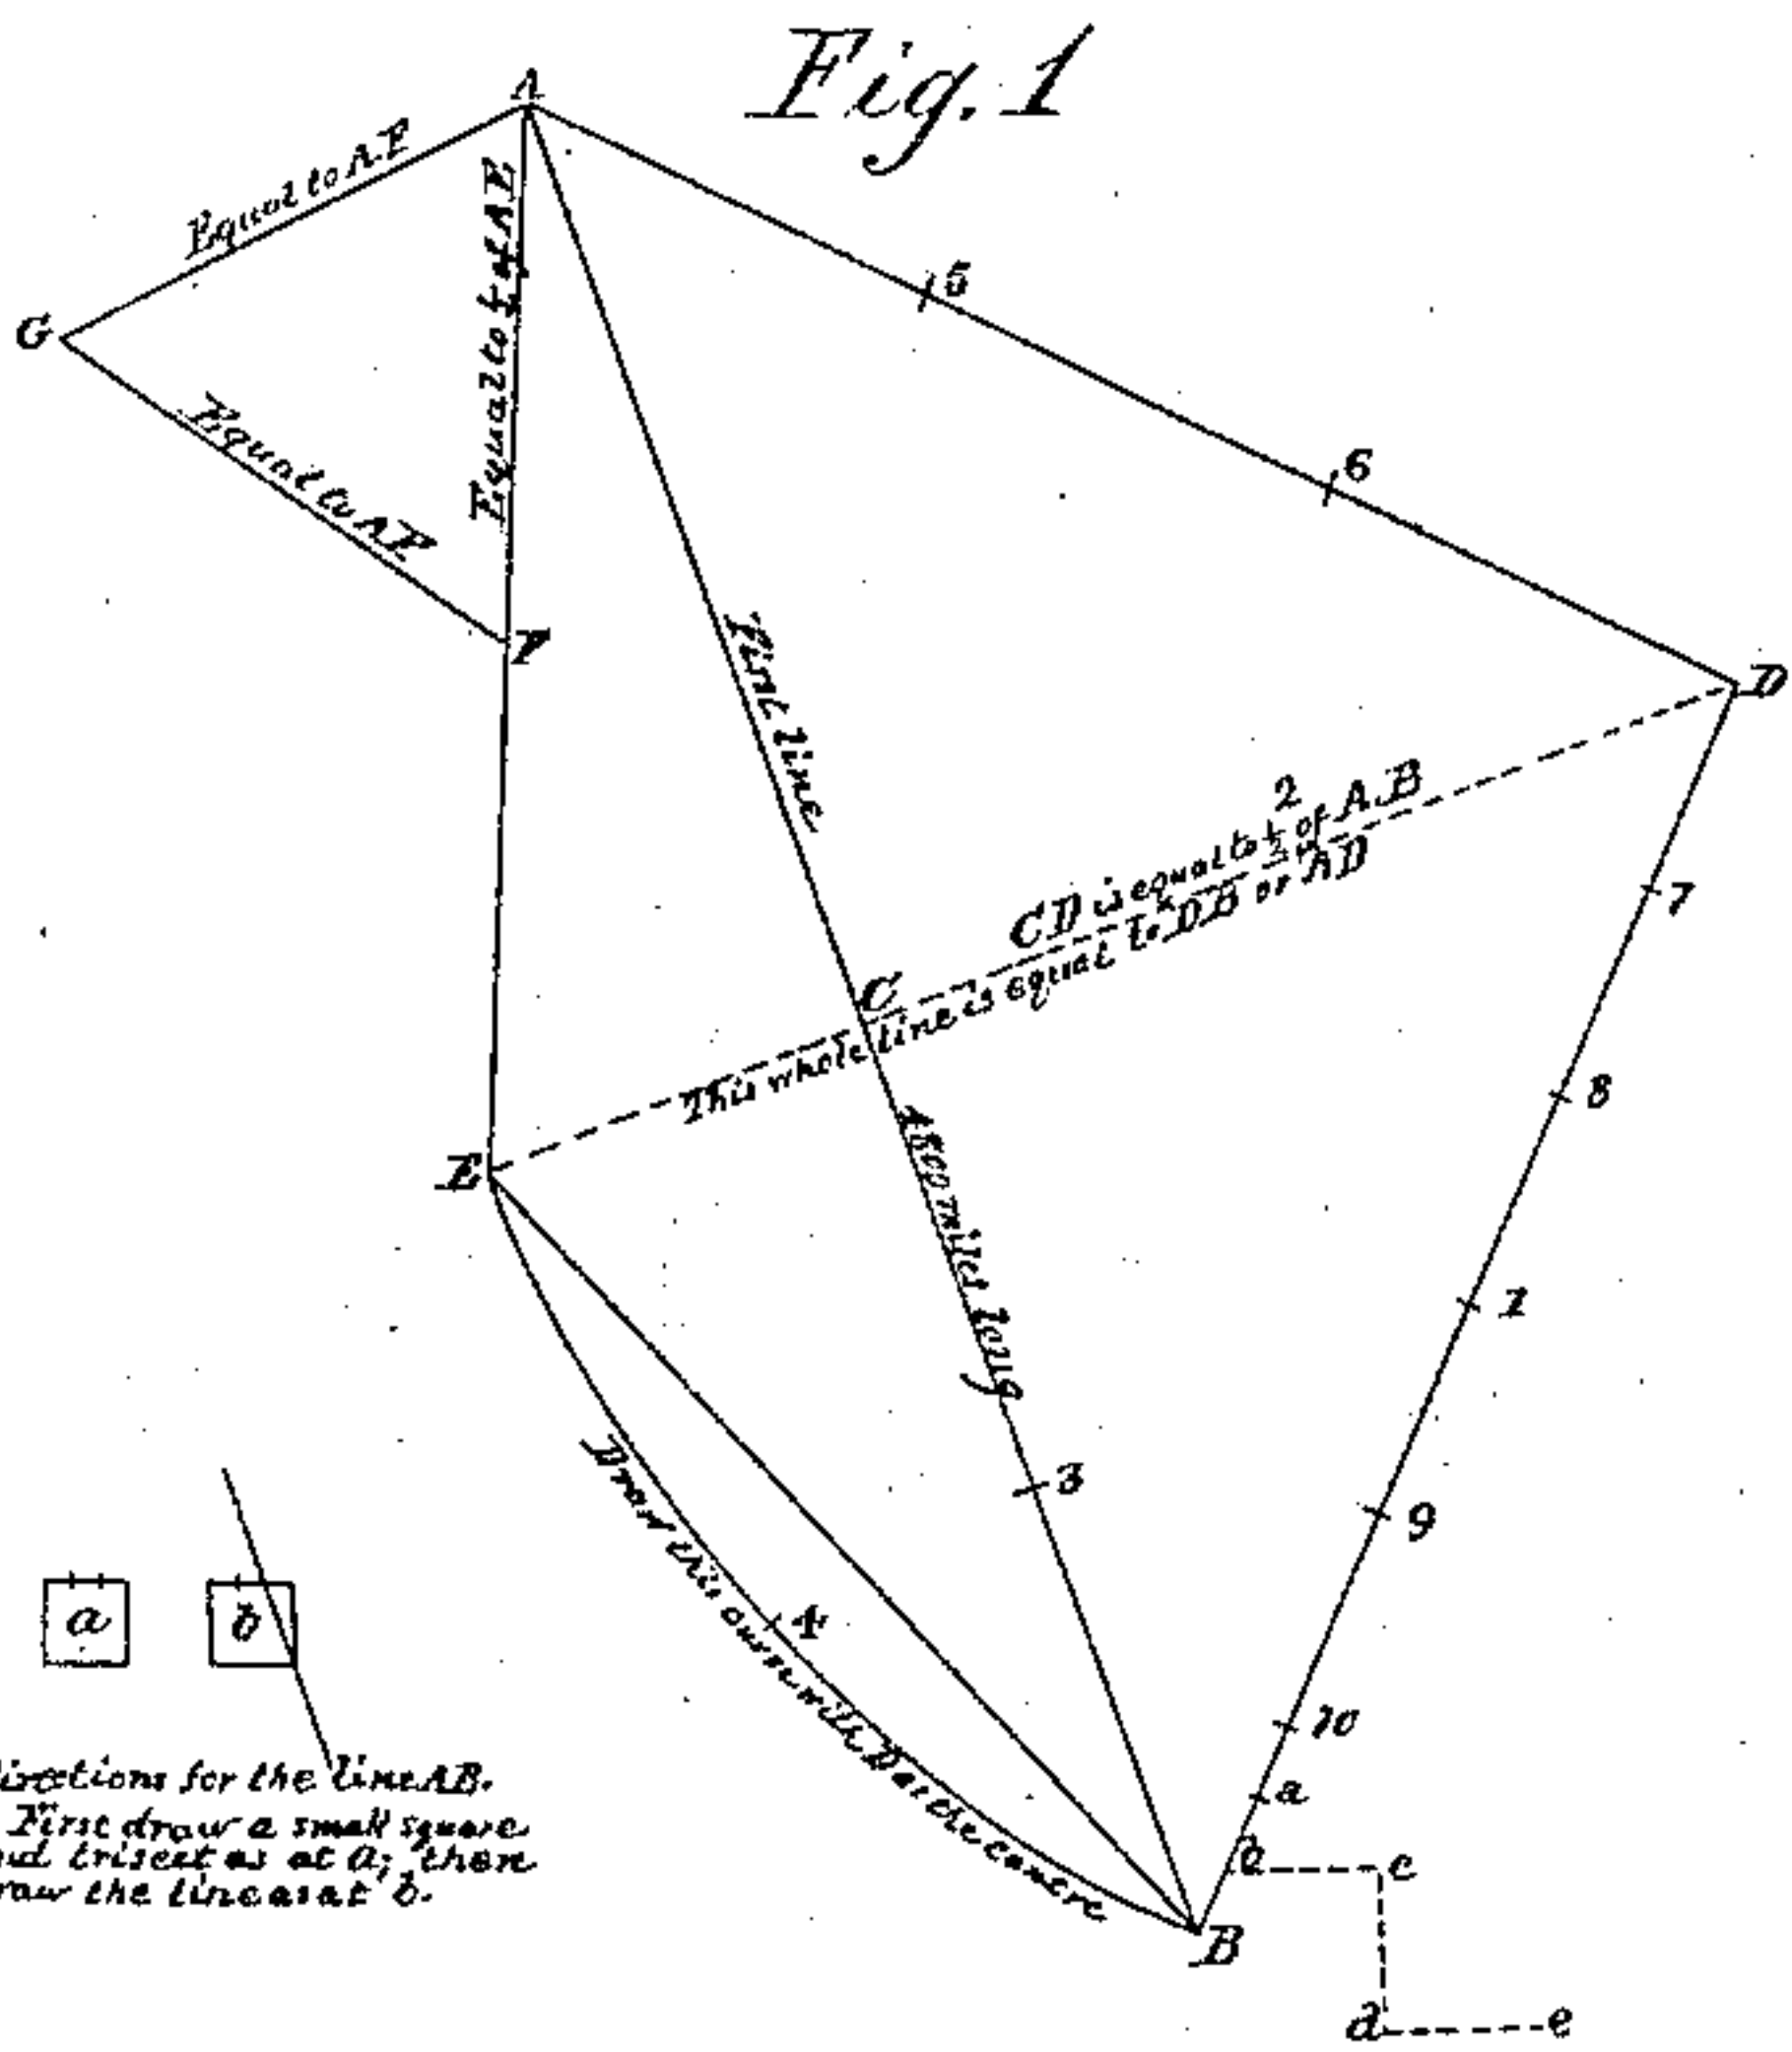 Fig. 1
A
Equal to A.F
Equal to ½ of AE
5
G
Equal to AF
6
F
First line
D
2
CD is equal to ½ of A.B
This whole line is equal to DB or AD
7
C
8
E
1800 miles long
1
3
9
Draw this curve with D as the centre
4
a
b
10
a
irections for the line AB.
First draw a small square
nd trisect as at a; then
raw the line as at b.
c
B
d
e